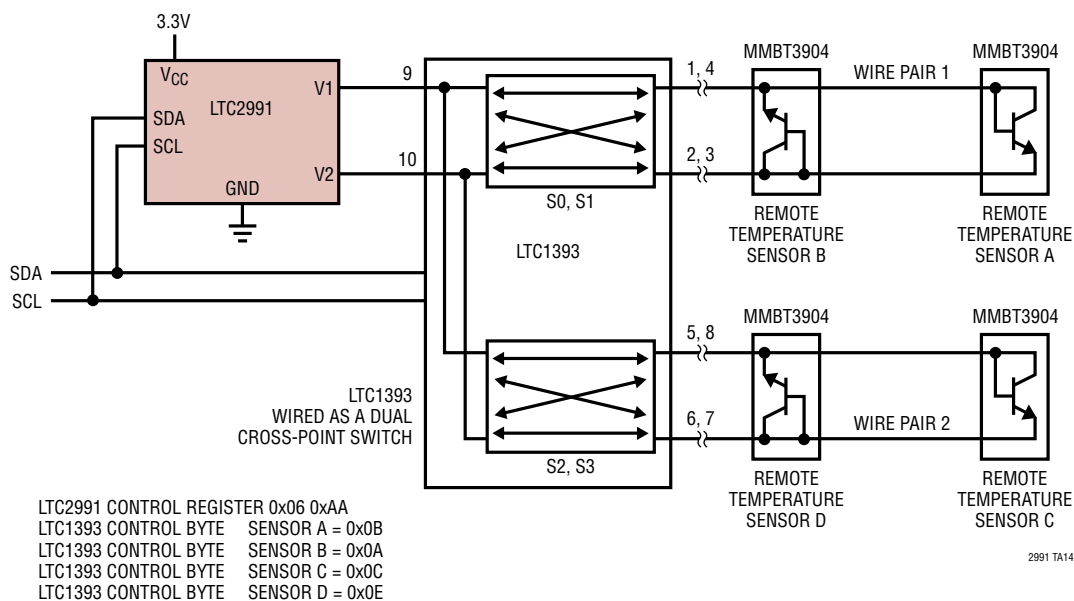 3.3V
VCC
LTC2991
SDA
SCL
GND
V1
V2
9
10
S0, S1
LTC1393
S2, S3
LTC1393
WIRED AS A DUAL
CROSS-POINT SWITCH
SDA
SCL
1, 4
2, 3
MMBT3904
WIRE PAIR 1
MMBT3904
REMOTE
TEMPERATURE
SENSOR B
REMOTE
TEMPERATURE
SENSOR A
5, 8
6, 7
MMBT3904
MMBT3904
WIRE PAIR 2
REMOTE
TEMPERATURE
SENSOR D
REMOTE
TEMPERATURE
SENSOR C
LTC2991 CONTROL REGISTER 0x06 0xAA
LTC1393 CONTROL BYTE SENSOR A = 0x0B
LTC1393 CONTROL BYTE SENSOR B = 0x0A
LTC1393 CONTROL BYTE SENSOR C = 0x0C
LTC1393 CONTROL BYTE SENSOR D = 0x0E
2991 TA14